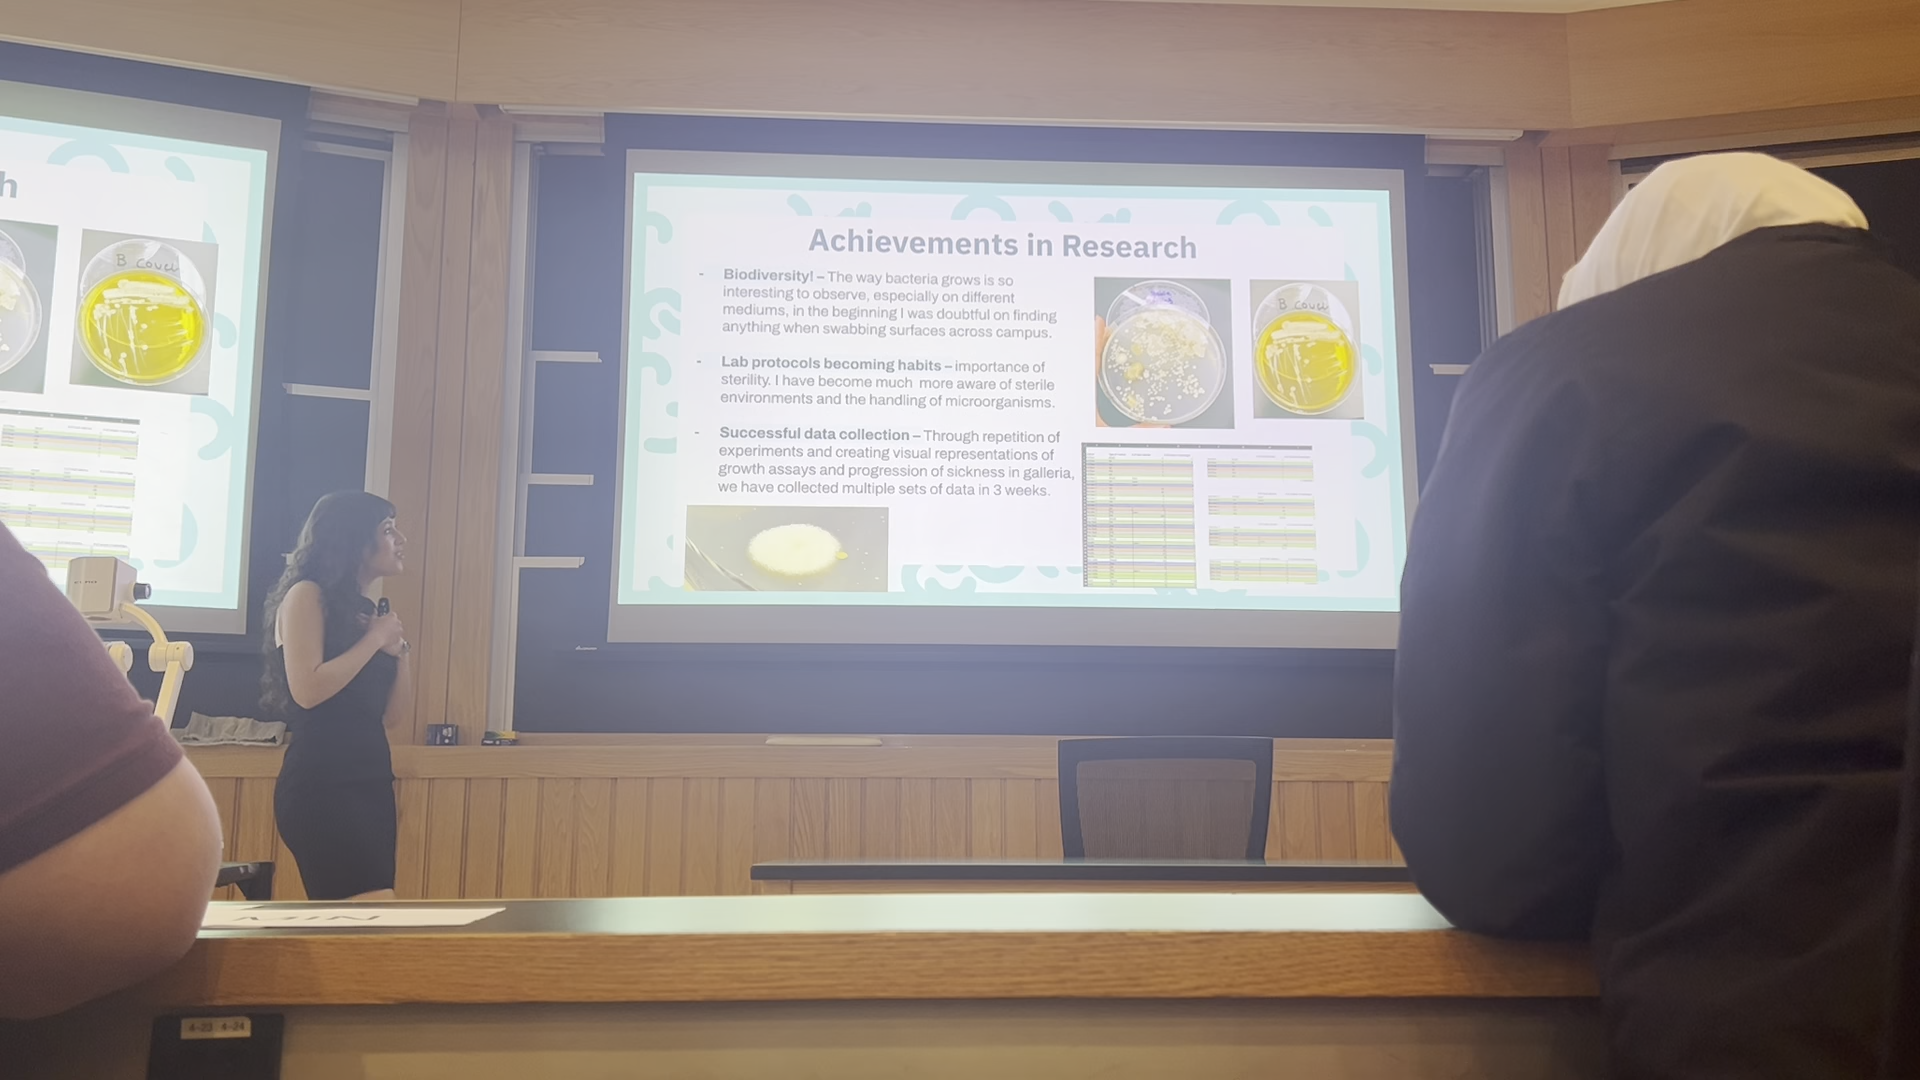 h
B Couch
Achievements in Research
- Biodiversity! – The way bacteria grows is so
interesting to observe, especially on different
mediums, in the beginning I was doubtful on finding
anything when swabbing surfaces across campus.
- Lab protocols becoming habits – importance of
sterility. I have become much more aware of sterile
environments and the handling of microorganisms.
- Successful data collection – Through repetition of
experiments and creating visual representations of
growth assays and progression of sickness in galleria,
we have collected multiple sets of data in 3 weeks.
B Couch
4-23 4-24